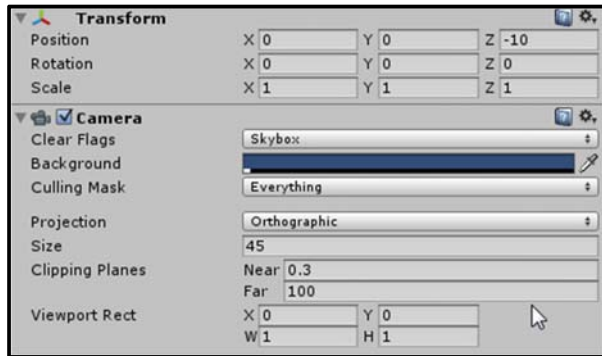 Transform
Position X 0 Y 0 Z -10
Rotation X 0 Y 0 Z 0
Scale X 1 Y 1 Z 1
Camera
Clear Flags Skybox
Background
Culling Mask Everything
Projection Orthographic
Size 45
Clipping Planes Near 0.3
Far 100
Viewport Rect X 0 Y 0
W 1 H 1